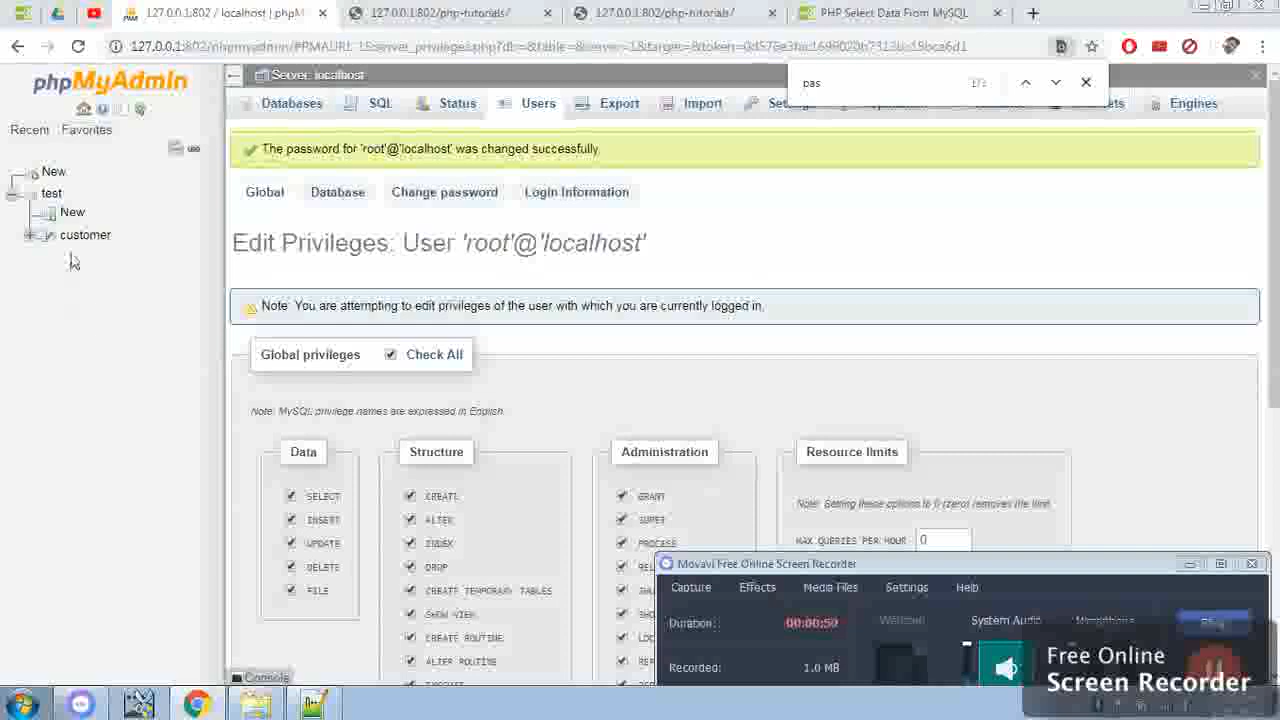 127.0.0.1:802 / localhost | phpM
127.0.0.1:802/php-tutorials/
127.0.0.1:802/php-tutorials/
PHP Select Data From MySQL
pas
1/1
phpMyAdmin
Recent Favorites
New
test
New
customer
Server: localhost
Databases SQL Status Users Export Import Engines
The password for 'root'@'localhost' was changed successfully.
Global Database Change password Login Information
Edit Privileges: User 'root'@'localhost'
Note: You are attempting to edit privileges of the user with which you are currently logged in.
Global privileges Check All
Note: MySQL privilege names are expressed in English.
Data Structure Administration Resource limits
SELECT
INSERT
UPDATE
DELETE
FILE
CREATE
ALTER
INDEX
DROP
CREATE TEMPORARY TABLES
SHOW VIEW
CREATE ROUTINE
ALTER ROUTINE
GRANT
SUPER
PROCESS
Note: Setting these options to 0 (zero) removes the limit.
MAX QUERIES PER HOUR 0
Console
Movavi Free Online Screen Recorder
Capture Effects Media Files Settings Help
Duration: 00:00:50 Webcam System Audio Microphone
Recorded: 1.0 MB
Free Online
Screen Recorder